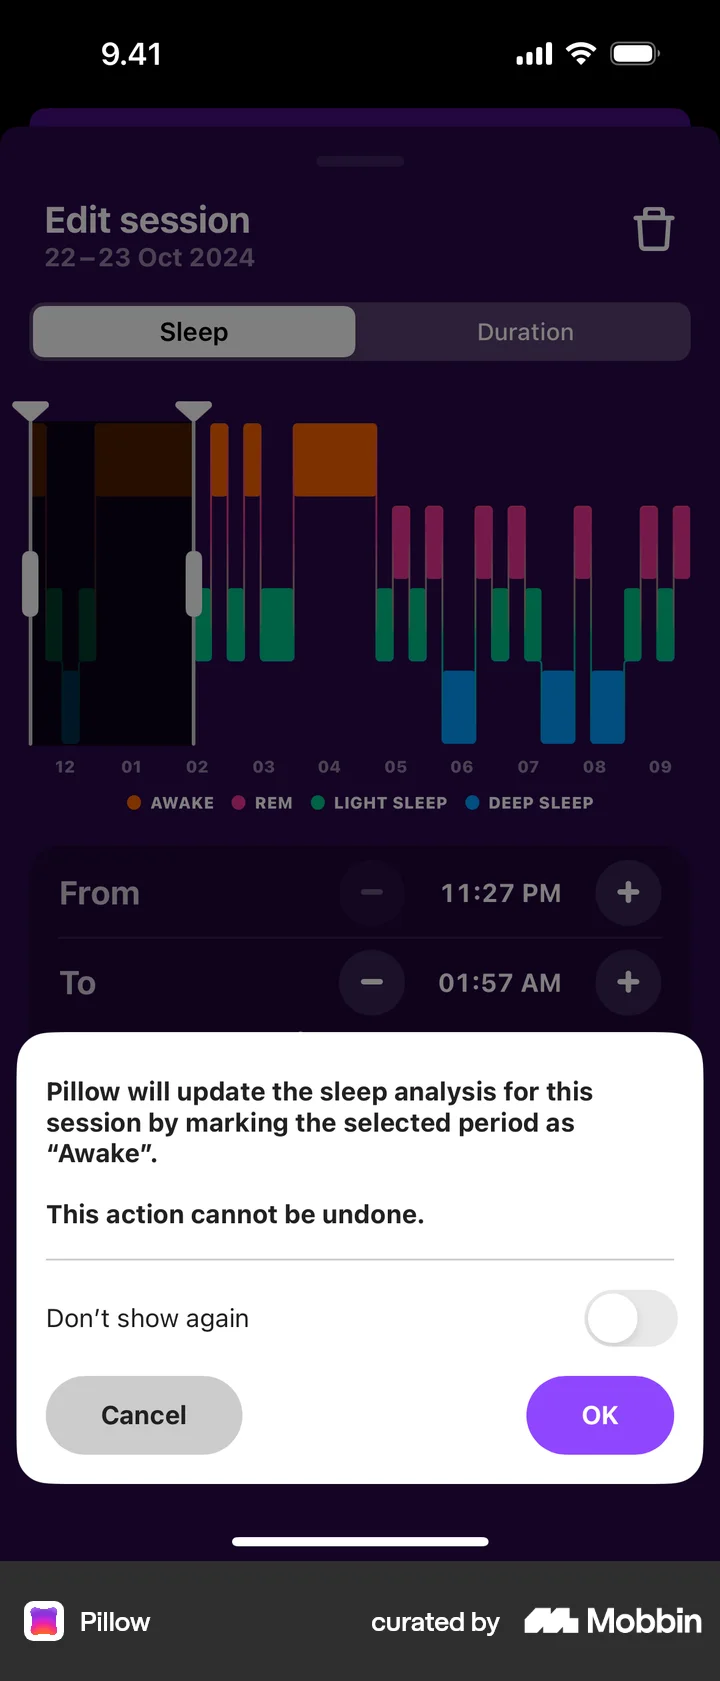 9.41
Edit session
22–23 Oct 2024
Sleep
Duration
12 01 02 03 04 05 06 07 08 09
AWAKE REM LIGHT SLEEP DEEP SLEEP
From 11:27 PM
To 01:57 AM
Pillow will update the sleep analysis for this
session by marking the selected period as
“Awake”.
This action cannot be undone.
Don’t show again
Cancel
OK
Pillow
curated by Mobbin